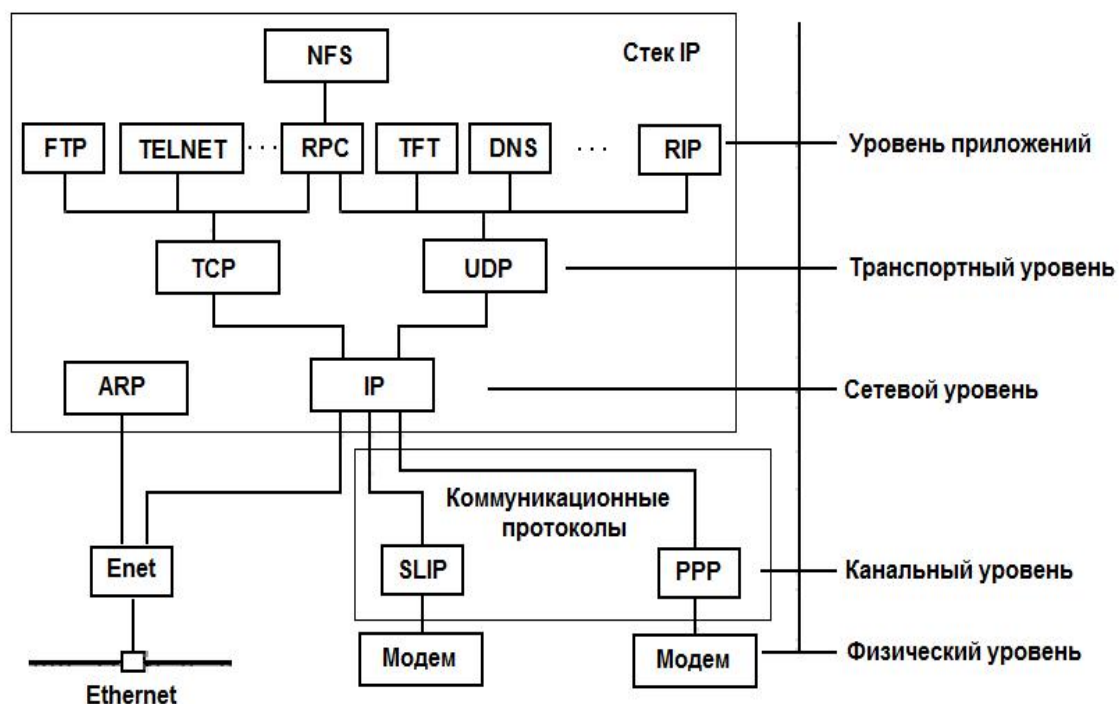 Стек IP
NFS
FTP
TELNET
...
RPC
TFT
DNS
...
RIP
Уровень приложений
TCP
UDP
Транспортный уровень
ARP
IP
Сетевой уровень
Коммуникационные
протоколы
Enet
SLIP
PPP
Канальный уровень
Модем
Модем
Физический уровень
Ethernet